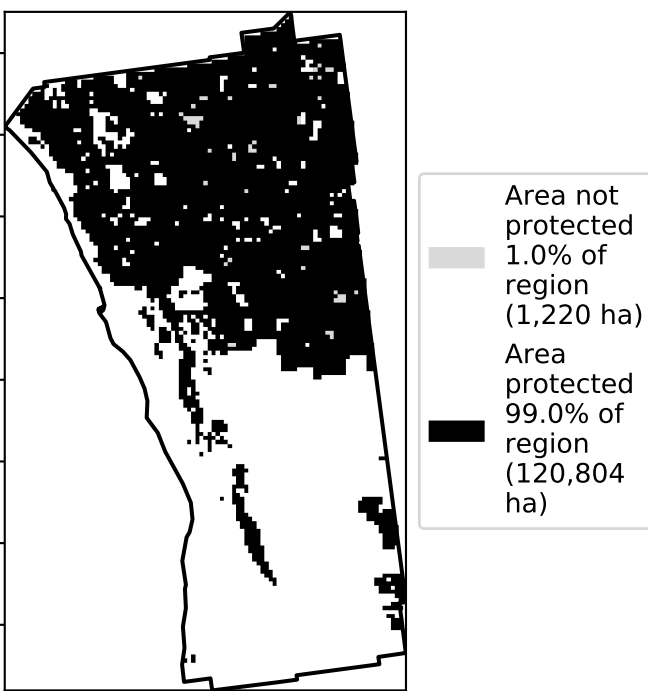 Area not
protected
1.0% of
region
(1,220 ha)
Area
protected
99.0% of
region
(120,804
ha)